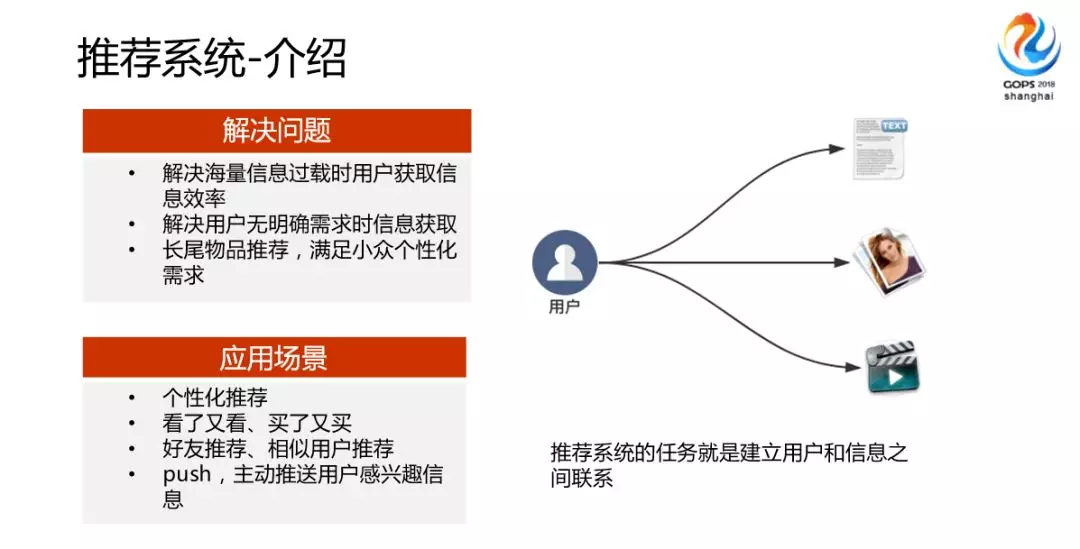 推荐系统-介绍
GOPS 2018
shanghai
解决问题
• 解决海量信息过载时用户获取信
息效率
• 解决用户无明确需求时信息获取
• 长尾物品推荐，满足小众个性化
需求
应用场景
• 个性化推荐
• 看了又看、买了又买
• 好友推荐、相似用户推荐
• push，主动推送用户感兴趣信
息
用户
TEXT
推荐系统的任务就是建立用户和信息之
间联系